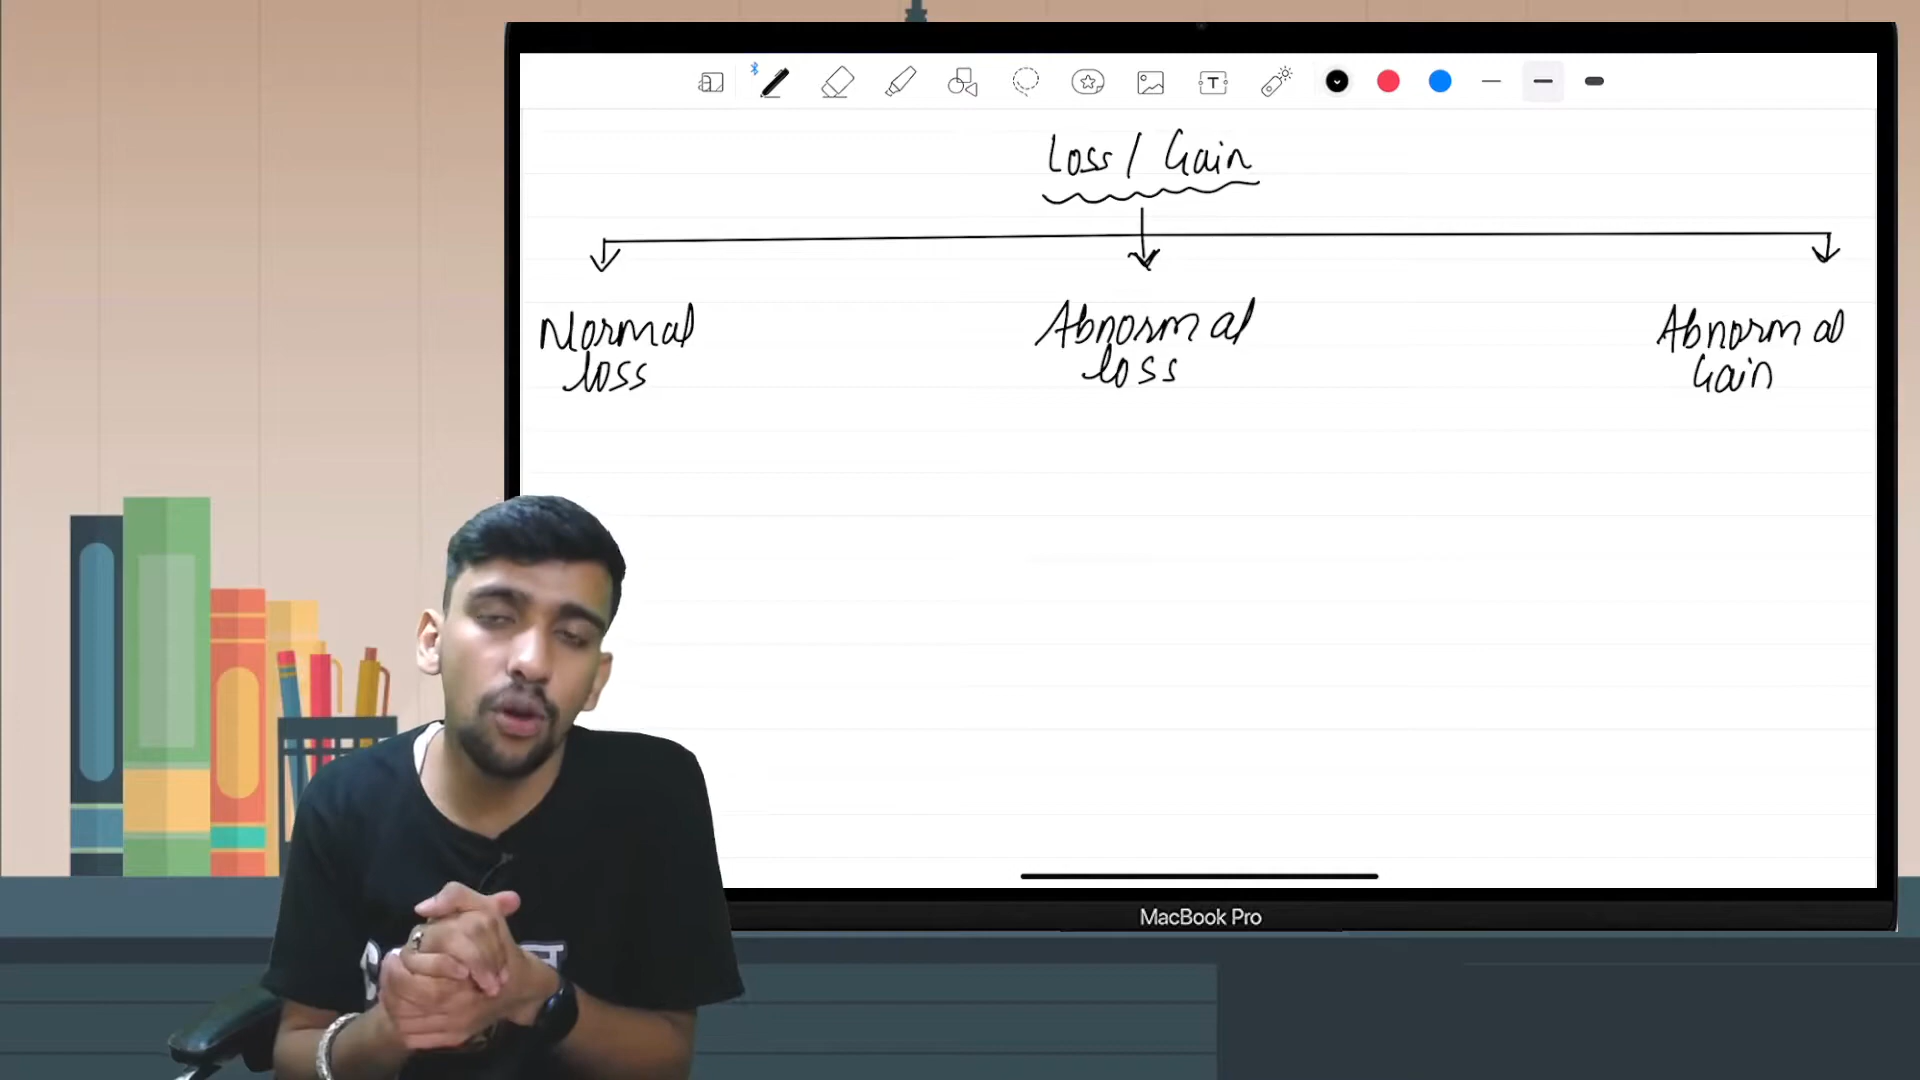 Loss / Gain
Normal
loss
Abnormal
loss
Abnormal
Gain
MacBook Pro